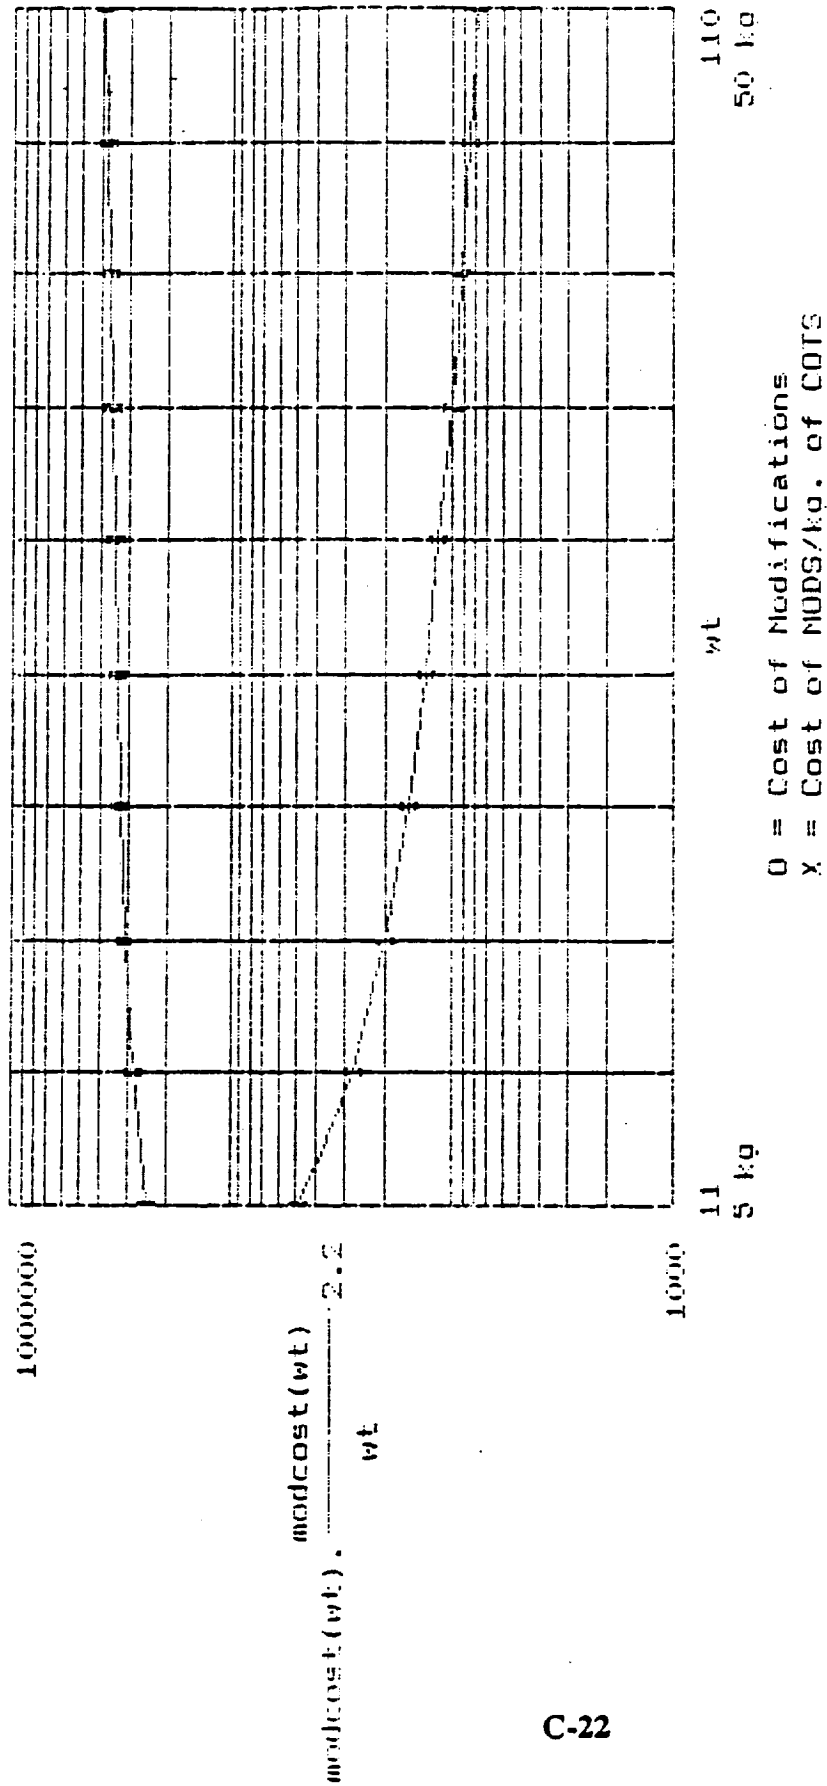 1000000
modcost(wt)
modcost(wt), ——— 2.2
wt
1000
11
110
5 kg
50 kg
wt
O = Cost of Modifications
X = Cost of MODS/kg. of COTS
C-22